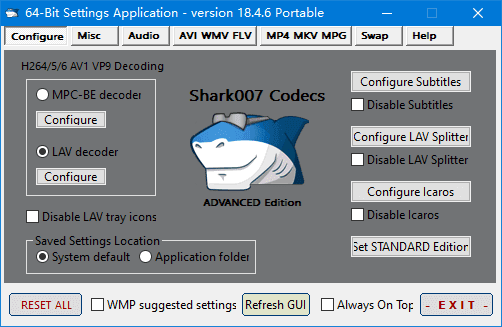 64-Bit Settings Application - version 18.4.6 Portable
Configure Misc Audio AVI WMV FLV MP4 MKV MPG Swap Help
H264/5/6 AV1 VP9 Decoding
MPC-BE decoder
Configure
LAV decoder
Configure
Disable LAV tray icons
Saved Settings Location
System default Application folder
Shark007 Codecs
ADVANCED Edition
Configure Subtitles
Disable Subtitles
Configure LAV Splitter
Disable LAV Splitter
Configure Icaros
Disable Icaros
Set STANDARD Edition
RESET ALL WMP suggested settings Refresh GUI Always On Top - E X I T -